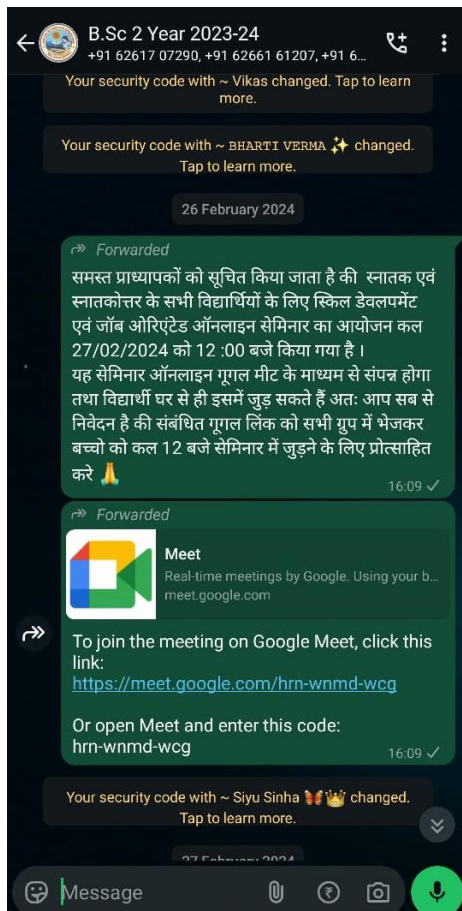 B.Sc 2 Year 2023-24
+91 62617 07290, +91 62661 61207, +91 6...
Your security code with ~ Vikas changed. Tap to learn
more.
Your security code with ~ BHARTI VERMA ✨ changed.
Tap to learn more.
26 February 2024
Forwarded
समस्त प्राध्यापकों को सूचित किया जाता है की स्नातक एवं
स्नातकोत्तर के सभी विद्यार्थियों के लिए स्किल डेवलपमेंट
एवं जॉब ओरिएंटेड ऑनलाइन सेमिनार का आयोजन कल
27/02/2024 को 12 :00 बजे किया गया है ।
यह सेमिनार ऑनलाइन गूगल मीट के माध्यम से संपन्न होगा
तथा विद्यार्थी घर से ही इसमें जुड़ सकते हैं अतः आप सब से
निवेदन है की संबंधित गूगल लिंक को सभी ग्रुप में भेजकर
बच्चो को कल 12 बजे सेमिनार में जुड़ने के लिए प्रोत्साहित
करे 🙏
16:09
Forwarded
Meet
Real-time meetings by Google. Using your b...
meet.google.com
To join the meeting on Google Meet, click this
link:
https://meet.google.com/hrn-wnmd-wcg
Or open Meet and enter this code:
hrn-wnmd-wcg
16:09
Your security code with ~ Siyu Sinha 🦋👑 changed.
Tap to learn more.
27 February 2024
Message